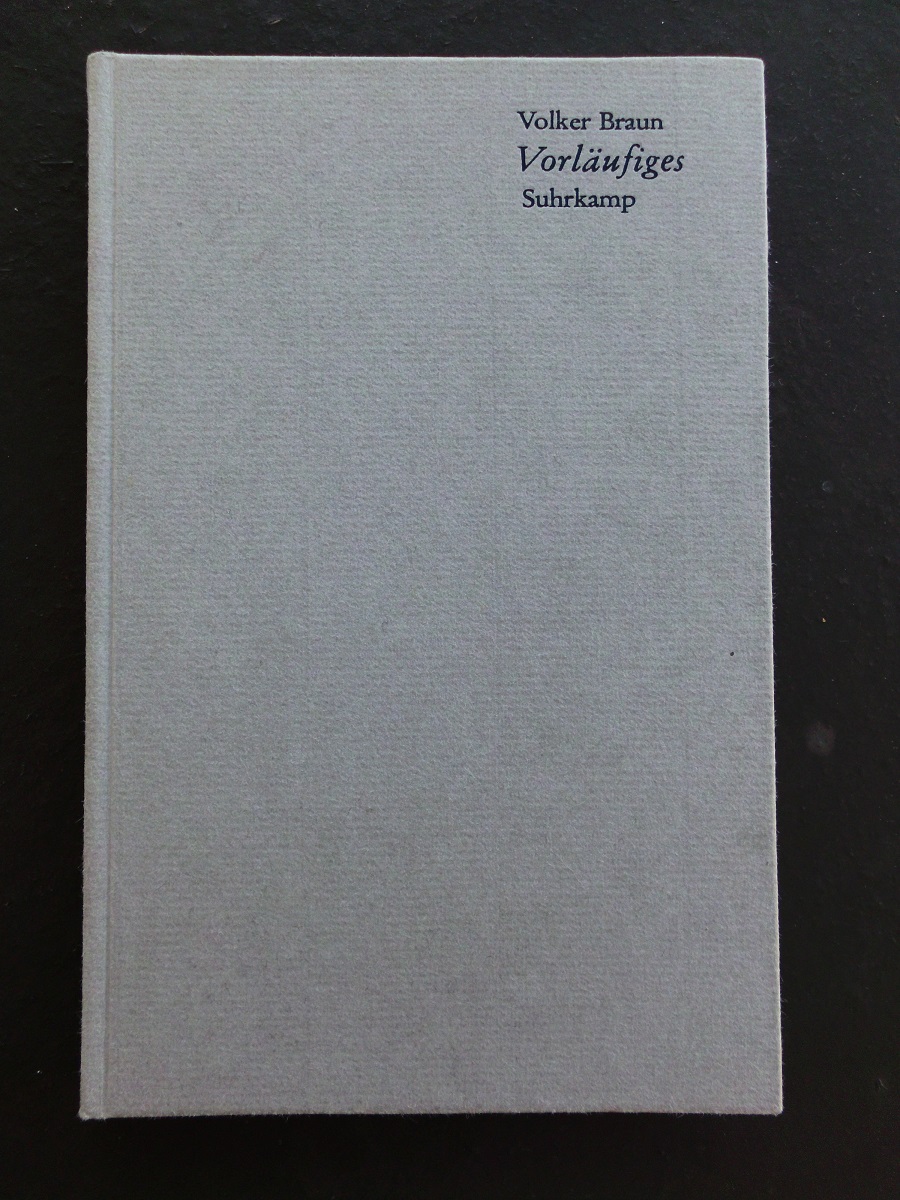 Volker Braun
Vorläufiges
Suhrkamp